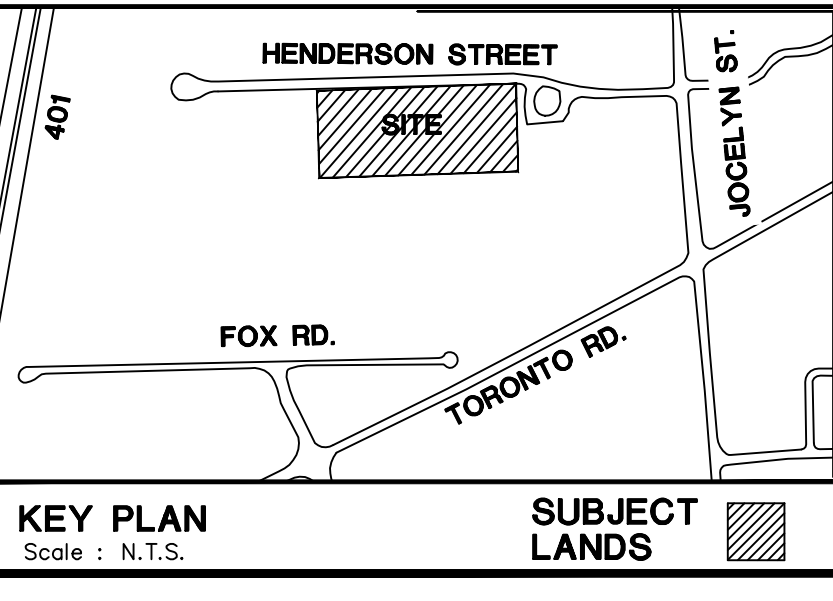 HENDERSON STREET
JOCELYN ST.
401
SITE
FOX RD.
TORONTO RD.
KEY PLAN
Scale : N.T.S.
SUBJECT
LANDS